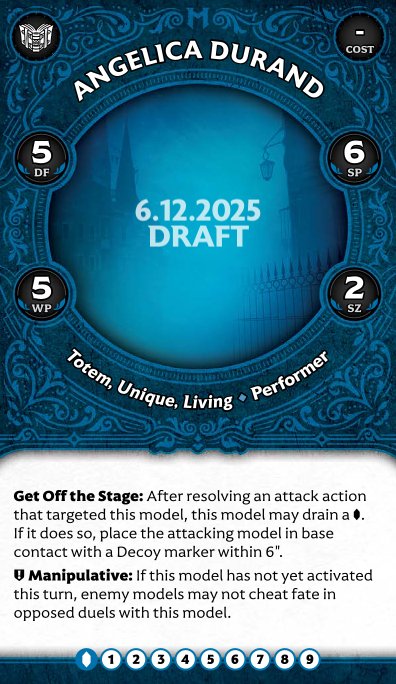 -
COST
ANGELICA DURAND
5
DF
6
SP
6.12.2025
DRAFT
5
WP
2
SZ
Totem, Unique, Living ◆ Performer
Get Off the Stage: After resolving an attack action
that targeted this model, this model may drain a ⬮.
If it does so, place the attacking model in base
contact with a Decoy marker within 6".
Manipulative: If this model has not yet activated
this turn, enemy models may not cheat fate in
opposed duels with this model.
1 2 3 4 5 6 7 8 9